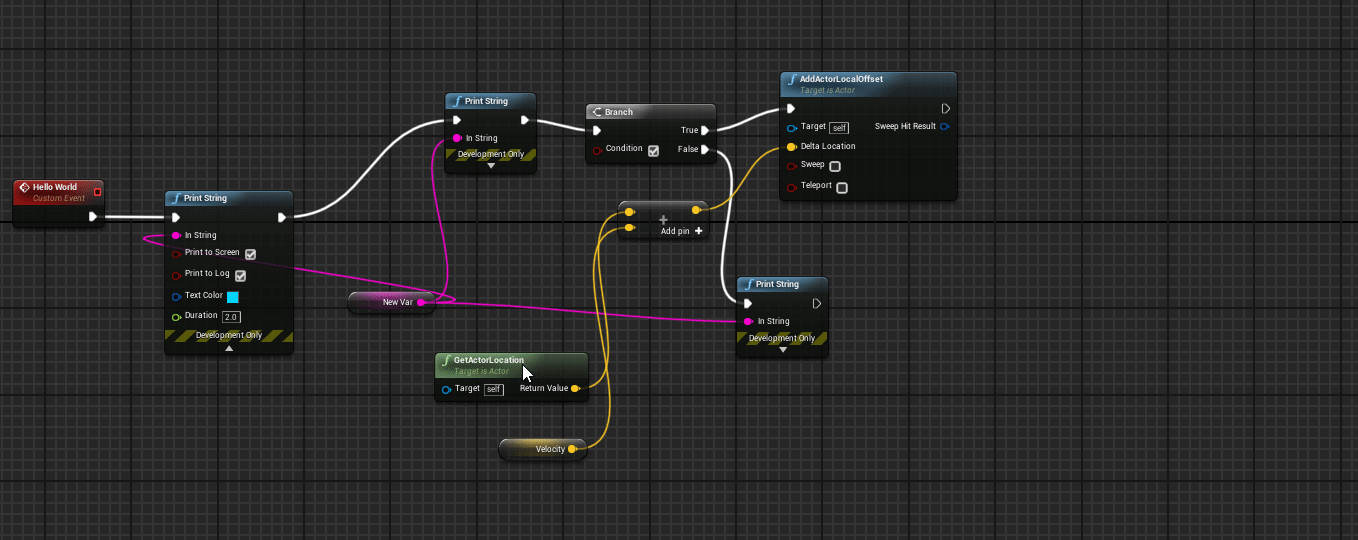 Hello World
Custom Event
Print String
In String
Print to Screen
Print to Log
Text Color
Duration 2.0
Development Only
Print String
In String
Development Only
Branch
True
Condition
False
AddActorLocalOffset
Target is Actor
Target self
Sweep Hit Result
Delta Location
Sweep
Teleport
+
Add pin +
New Var
Print String
In String
Development Only
GetActorLocation
Target is Actor
Target self
Return Value
Velocity